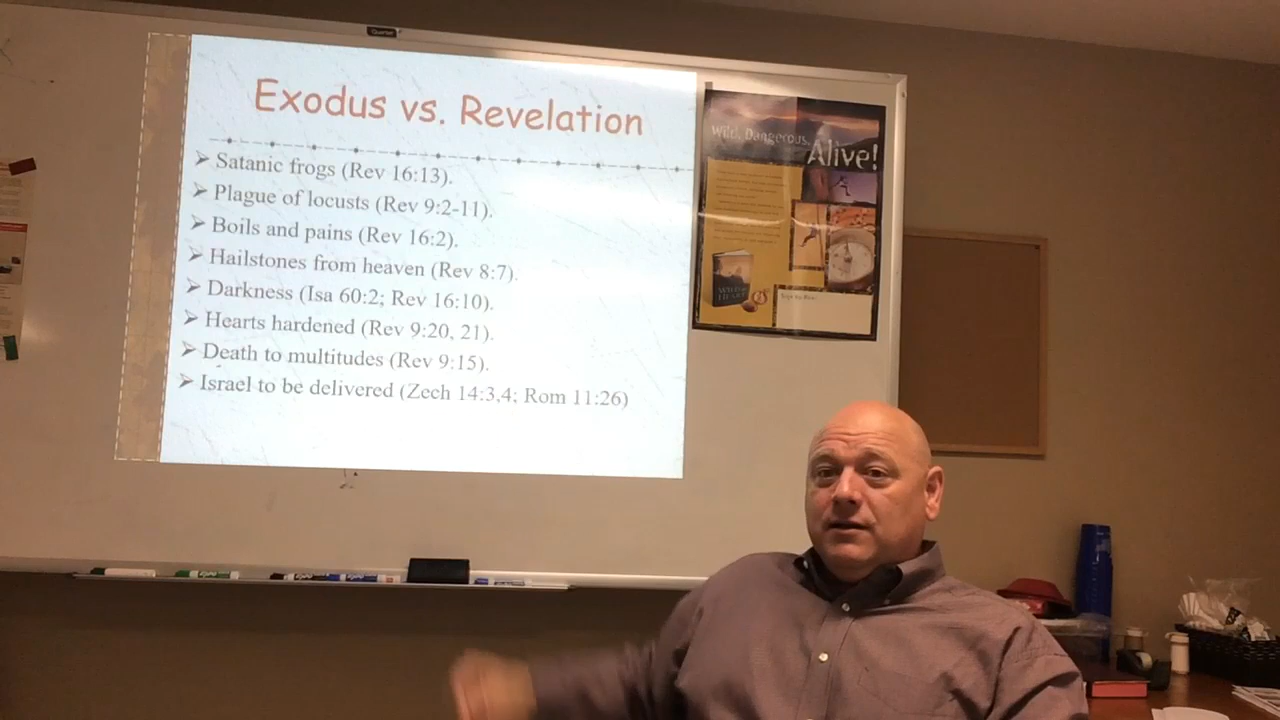 Quartet
Exodus vs. Revelation
➢ Satanic frogs (Rev 16:13).
➢ Plague of locusts (Rev 9:2-11).
➢ Boils and pains (Rev 16:2).
➢ Hailstones from heaven (Rev 8:7).
➢ Darkness (Isa 60:2; Rev 16:10).
➢ Hearts hardened (Rev 9:20, 21).
➢ Death to multitudes (Rev 9:15).
➢ Israel to be delivered (Zech 14:3,4; Rom 11:26)
Wild, Dangerous,
Alive!
WILD
HEART